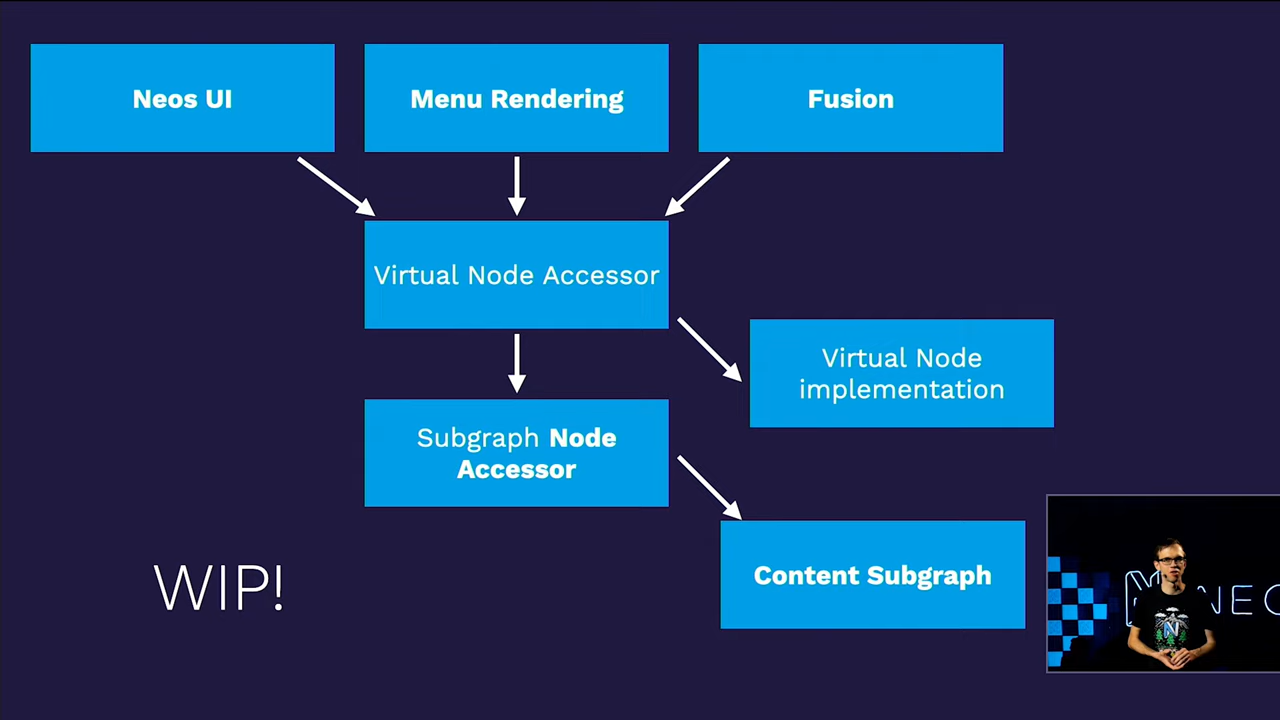 Neos UI
Menu Rendering
Fusion
Virtual Node Accessor
Virtual Node
implementation
Subgraph Node
Accessor
Content Subgraph
WIP!